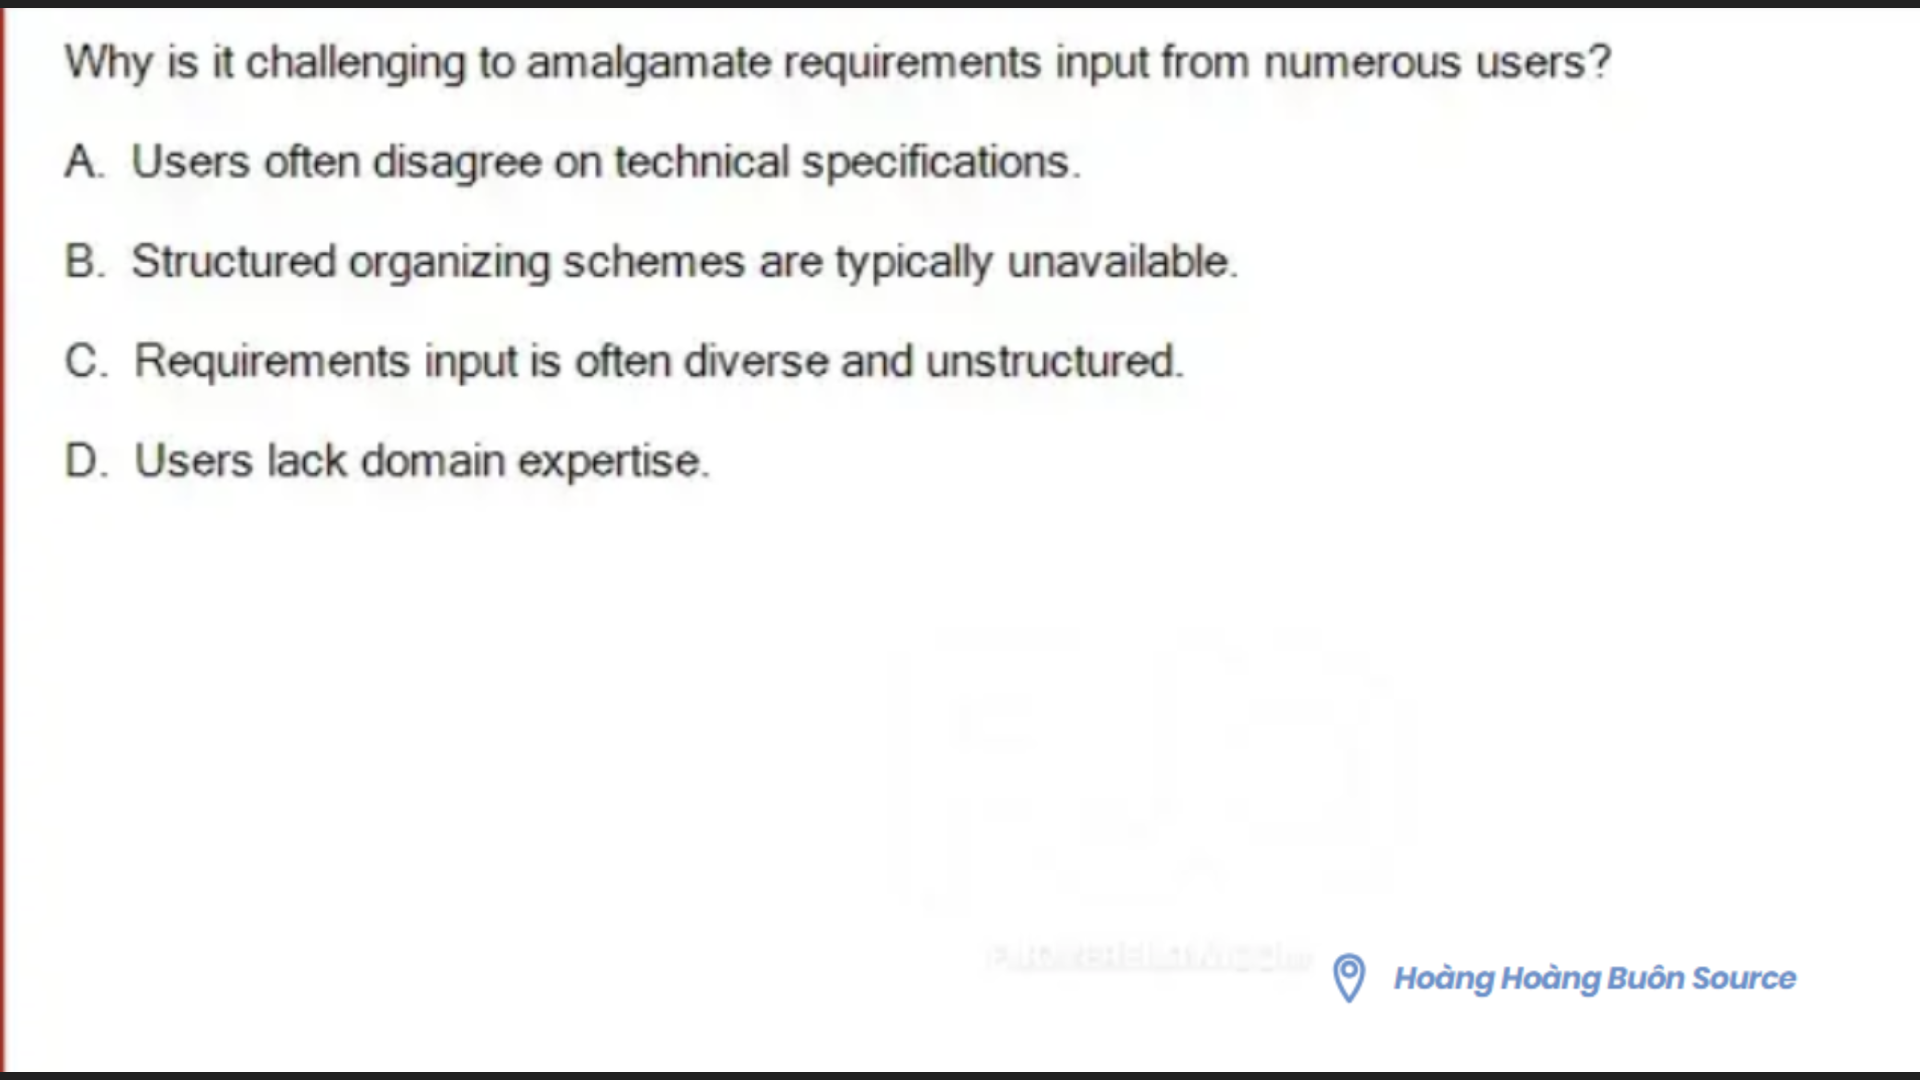 Why is it challenging to amalgamate requirements input from numerous users?
A. Users often disagree on technical specifications.
B. Structured organizing schemes are typically unavailable.
C. Requirements input is often diverse and unstructured.
D. Users lack domain expertise.
Hoàng Hoàng Buôn Source